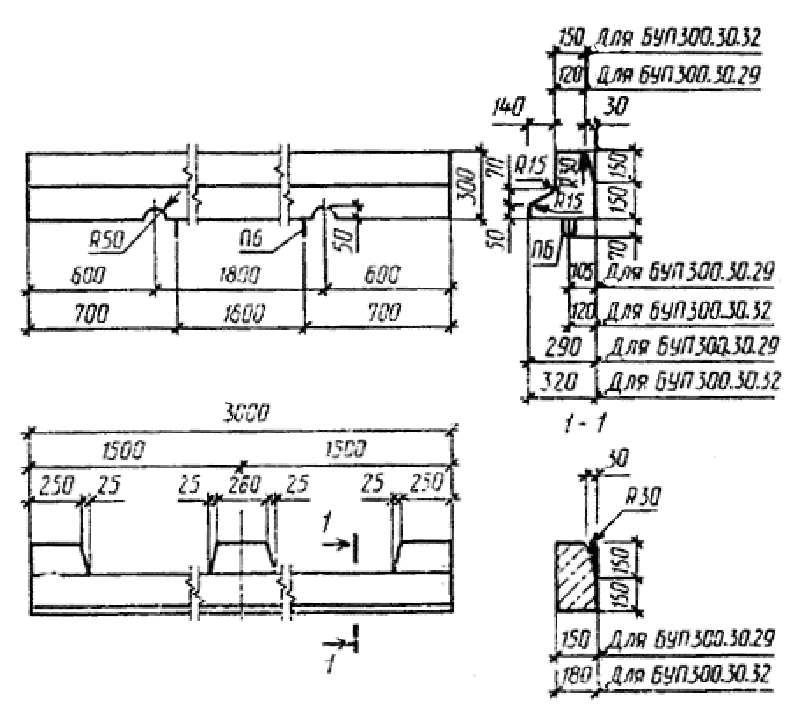 150 Для БУП300.30.32
120 Для БУП300.30.29
140 30
R15 70 150
300 150
R15
R50 П6 50 50 П6 70
600 1800 600 105 Для БУП300.30.29
700 1600 700 120 Для БУП300.30.32
290 Для БУП300.30.29
320 Для БУП300.30.32
3000 1-1
1500 1500
250 25 25 260 25 25 250
30
R30
1
150
150
1
150 Для БУП300.30.29
180 Для БУП300.30.32